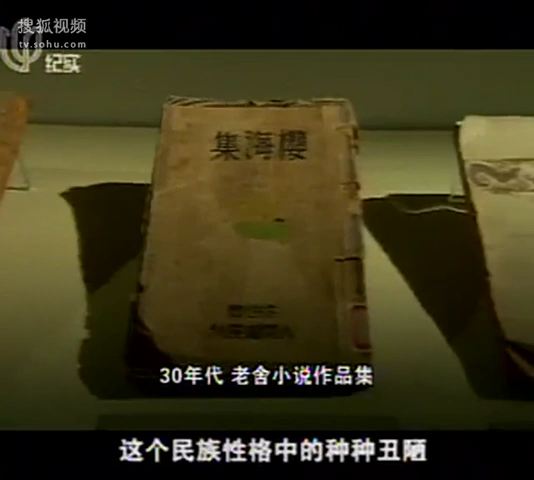 搜狐视频
tv.sohu.com
纪实
集海櫻
30年代 老舍小说作品集
这个民族性格中的种种丑陋